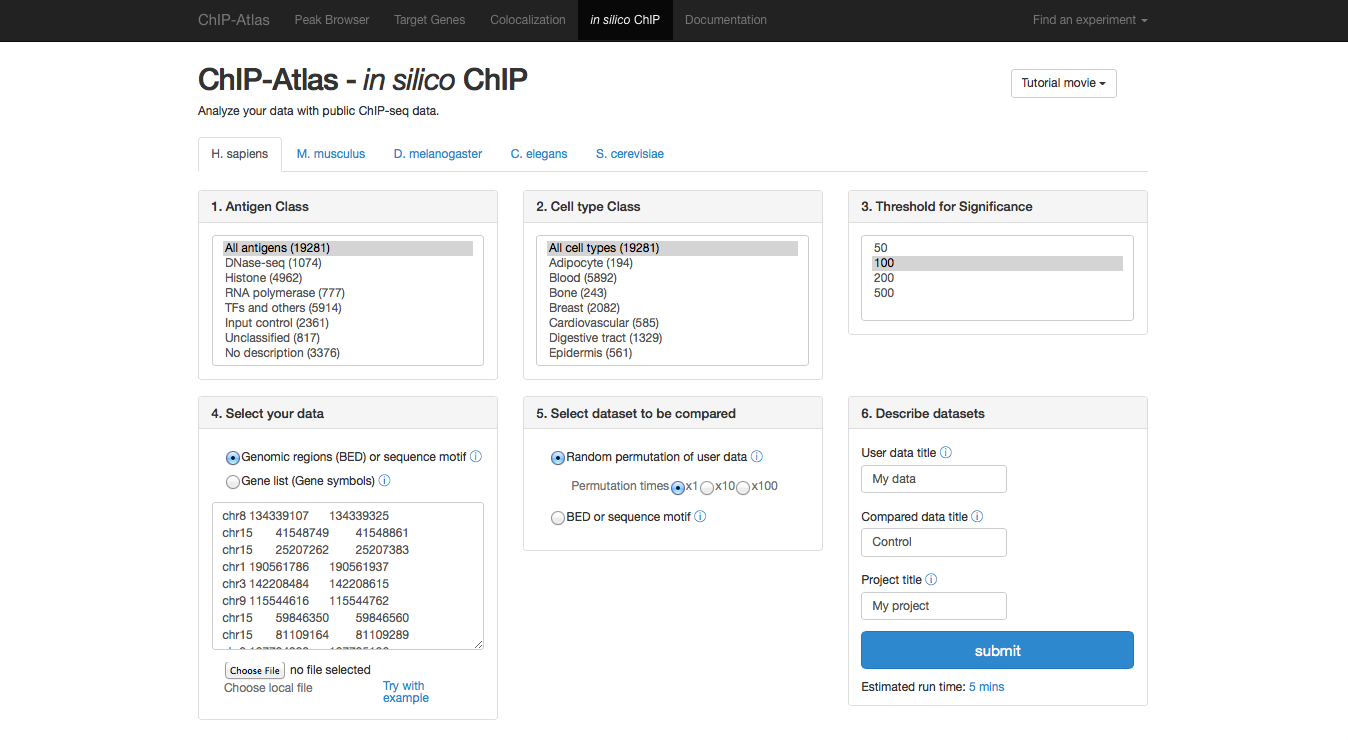 ChIP-Atlas Peak Browser Target Genes Colocalization in silico ChIP Documentation Find an experiment
ChIP-Atlas - in silico ChIP
Tutorial movie
Analyze your data with public ChIP-seq data.
H. sapiens M. musculus D. melanogaster C. elegans S. cerevisiae
1. Antigen Class
All antigens (19281)
DNase-seq (1074)
Histone (4962)
RNA polymerase (777)
TFs and others (5914)
Input control (2361)
Unclassified (817)
No description (3376)
2. Cell type Class
All cell types (19281)
Adipocyte (194)
Blood (5892)
Bone (243)
Breast (2082)
Cardiovascular (585)
Digestive tract (1329)
Epidermis (561)
3. Threshold for Significance
50
100
200
500
4. Select your data
Genomic regions (BED) or sequence motif
Gene list (Gene symbols)
chr8 134339107 134339325
chr15 41548749 41548861
chr15 25207262 25207383
chr1 190561786 190561937
chr3 142208484 142208615
chr9 115544616 115544762
chr15 59846350 59846560
chr15 81109164 81109289
Choose File no file selected
Choose local file
Try with
example
5. Select dataset to be compared
Random permutation of user data
Permutation times x1 x10 x100
BED or sequence motif
6. Describe datasets
User data title
My data
Compared data title
Control
Project title
My project
submit
Estimated run time: 5 mins